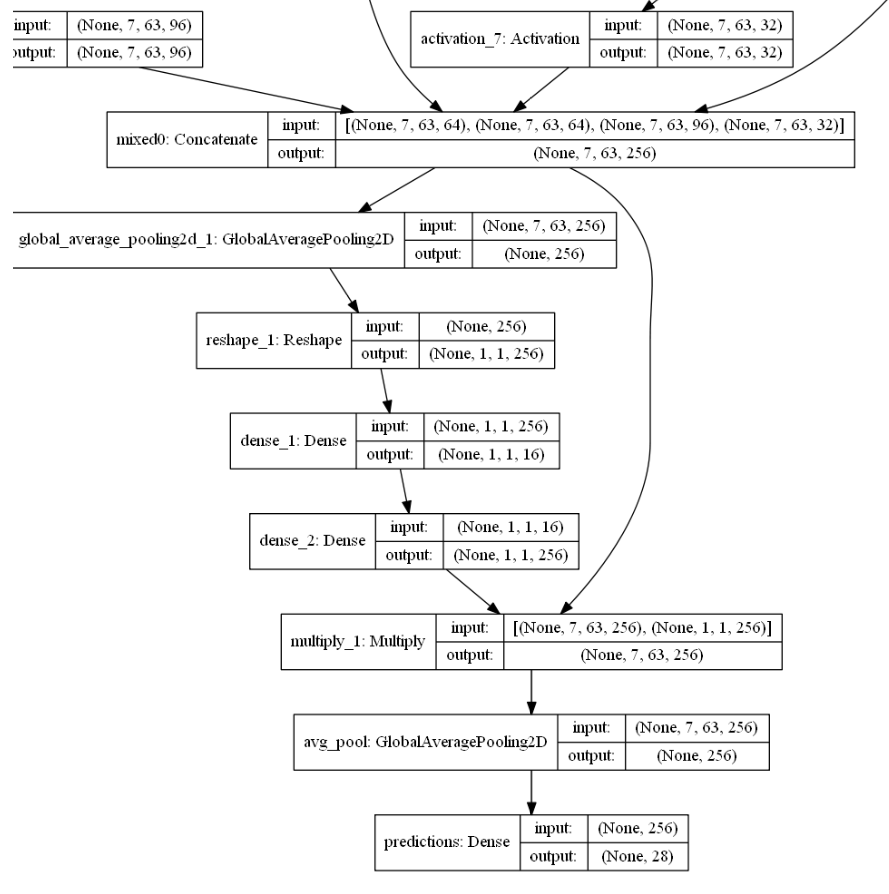 input: (None, 7, 63, 96)
output: (None, 7, 63, 96)
activation_7: Activation
input: (None, 7, 63, 32)
output: (None, 7, 63, 32)
mixed0: Concatenate
input: [(None, 7, 63, 64), (None, 7, 63, 64), (None, 7, 63, 96), (None, 7, 63, 32)]
output: (None, 7, 63, 256)
global_average_pooling2d_1: GlobalAveragePooling2D
input: (None, 7, 63, 256)
output: (None, 256)
reshape_1: Reshape
input: (None, 256)
output: (None, 1, 1, 256)
dense_1: Dense
input: (None, 1, 1, 256)
output: (None, 1, 1, 16)
dense_2: Dense
input: (None, 1, 1, 16)
output: (None, 1, 1, 256)
multiply_1: Multiply
input: [(None, 7, 63, 256), (None, 1, 1, 256)]
output: (None, 7, 63, 256)
avg_pool: GlobalAveragePooling2D
input: (None, 7, 63, 256)
output: (None, 256)
predictions: Dense
input: (None, 256)
output: (None, 28)